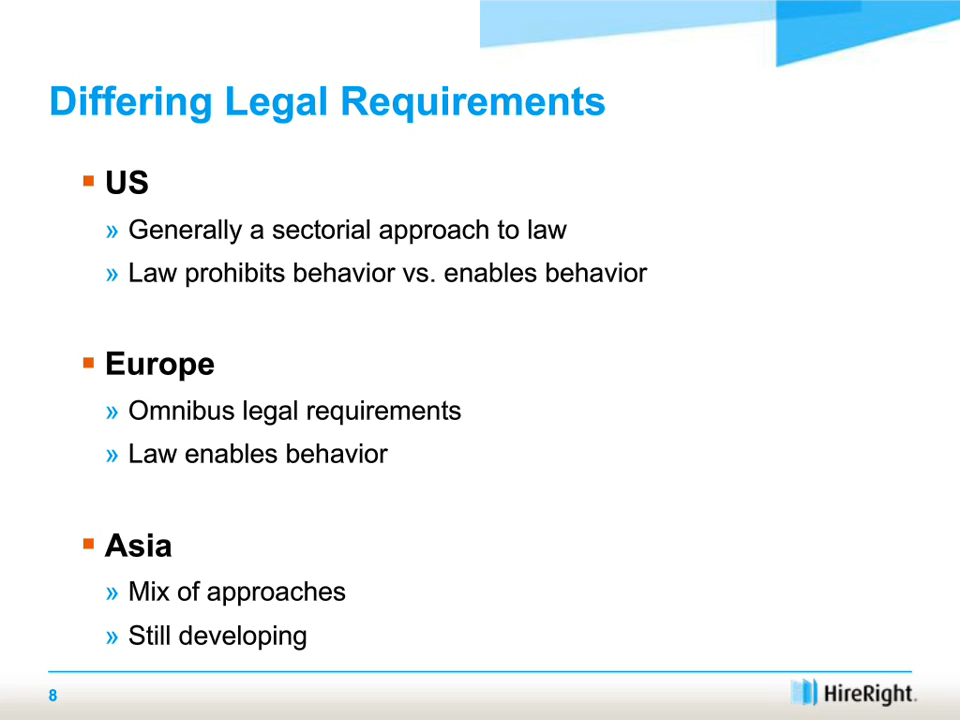 Differing Legal Requirements
▪ US
» Generally a sectorial approach to law
» Law prohibits behavior vs. enables behavior
▪ Europe
» Omnibus legal requirements
» Law enables behavior
▪ Asia
» Mix of approaches
» Still developing
8
HireRight.